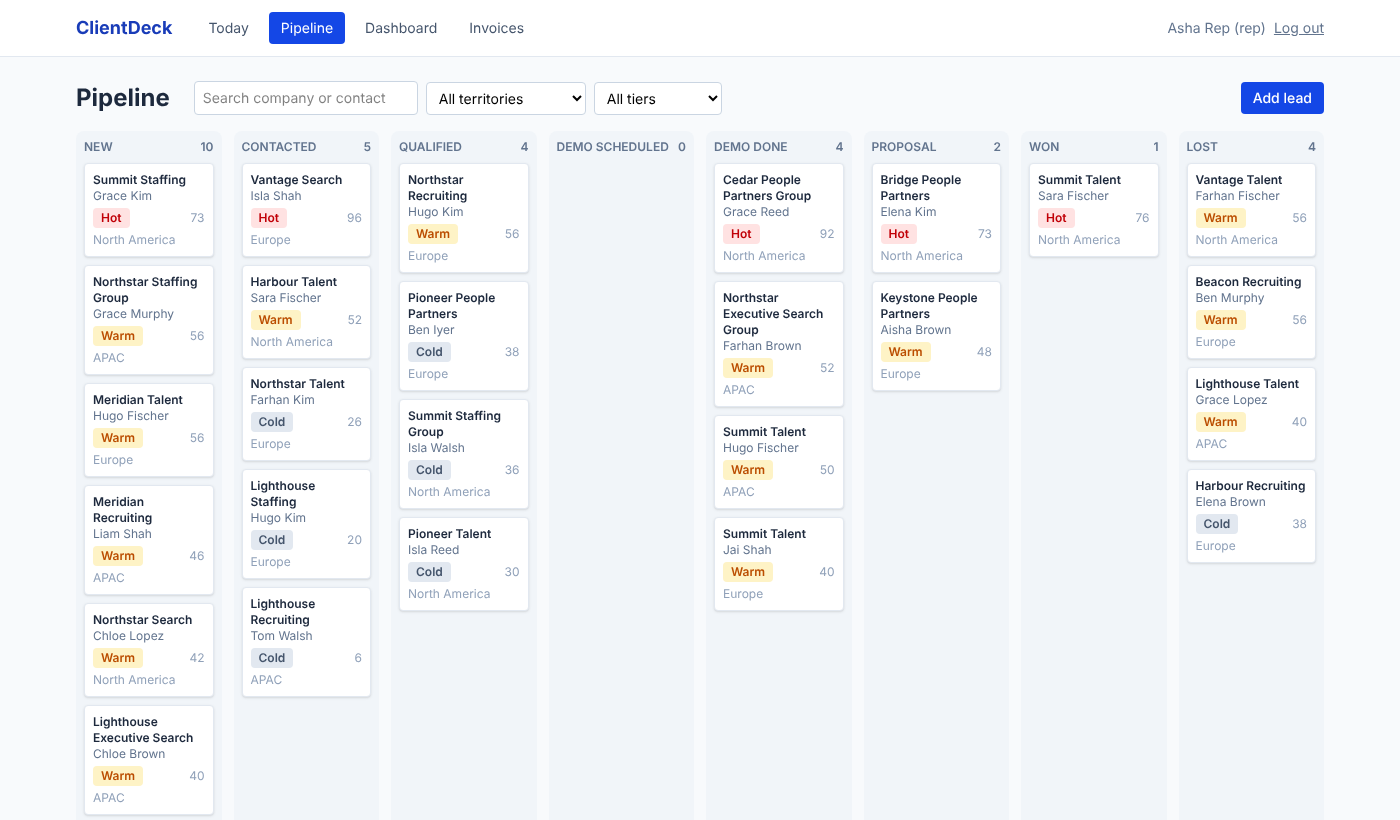 ClientDeck Today Pipeline Dashboard Invoices Asha Rep (rep) Log out
Pipeline Search company or contact All territories All tiers Add lead
NEW 10
Summit Staffing
Grace Kim
Hot 73
North America
Northstar Staffing
Group
Grace Murphy
Warm 56
APAC
Meridian Talent
Hugo Fischer
Warm 56
Europe
Meridian
Recruiting
Liam Shah
Warm 46
APAC
Northstar Search
Chloe Lopez
Warm 42
North America
Lighthouse
Executive Search
Chloe Brown
Warm 40
APAC
CONTACTED 5
Vantage Search
Isla Shah
Hot 96
Europe
Harbour Talent
Sara Fischer
Warm 52
North America
Northstar Talent
Farhan Kim
Cold 26
Europe
Lighthouse
Staffing
Hugo Kim
Cold 20
Europe
Lighthouse
Recruiting
Tom Walsh
Cold 6
APAC
QUALIFIED 4
Northstar
Recruiting
Hugo Kim
Warm 56
Europe
Pioneer People
Partners
Ben Iyer
Cold 38
Europe
Summit Staffing
Group
Isla Walsh
Cold 36
North America
Pioneer Talent
Isla Reed
Cold 30
North America
DEMO SCHEDULED 0
DEMO DONE 4
Cedar People
Partners Group
Grace Reed
Hot 92
North America
Northstar
Executive Search
Group
Farhan Brown
Warm 52
APAC
Summit Talent
Hugo Fischer
Warm 50
APAC
Summit Talent
Jai Shah
Warm 40
Europe
PROPOSAL 2
Bridge People
Partners
Elena Kim
Hot 73
North America
Keystone People
Partners
Aisha Brown
Warm 48
Europe
WON 1
Summit Talent
Sara Fischer
Hot 76
North America
LOST 4
Vantage Talent
Farhan Fischer
Warm 56
North America
Beacon Recruiting
Ben Murphy
Warm 56
Europe
Lighthouse Talent
Grace Lopez
Warm 40
APAC
Harbour Recruiting
Elena Brown
Cold 38
Europe